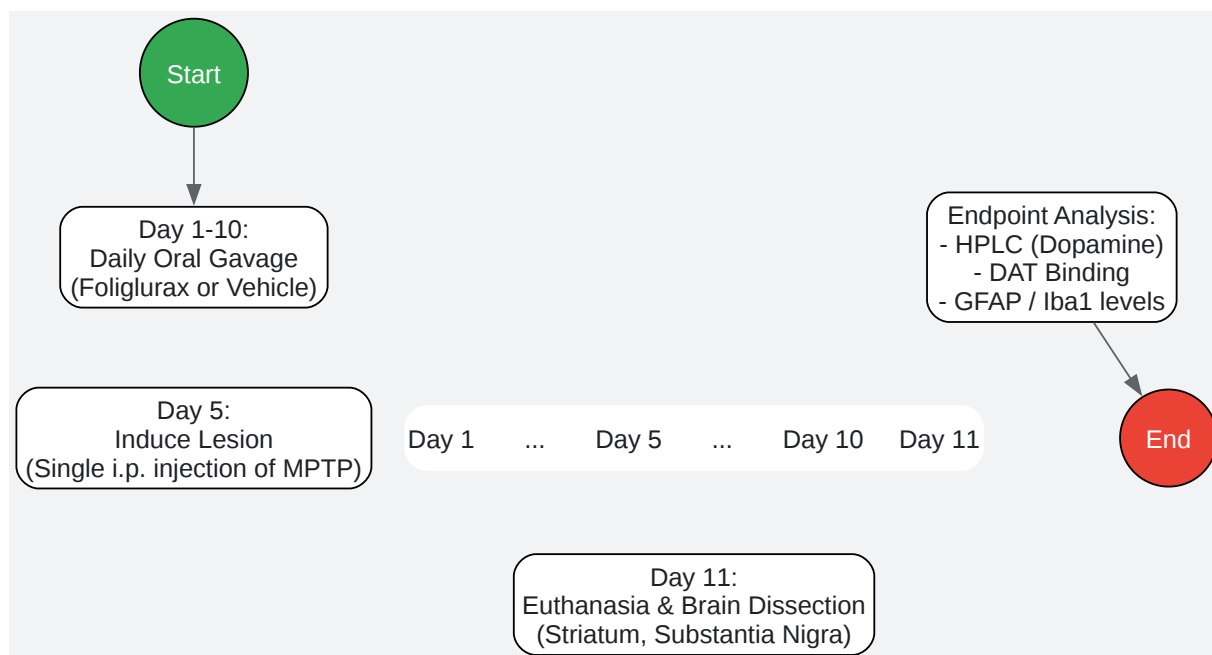 Start
Day 1-10:
Daily Oral Gavage
(Foliglurax or Vehicle)
Endpoint Analysis:
- HPLC (Dopamine)
- DAT Binding
- GFAP / Iba1 levels
Day 5:
Induce Lesion
(Single i.p. injection of MPTP)
Day 1 ... Day 5 ... Day 10 Day 11
End
Day 11:
Euthanasia & Brain Dissection
(Striatum, Substantia Nigra)